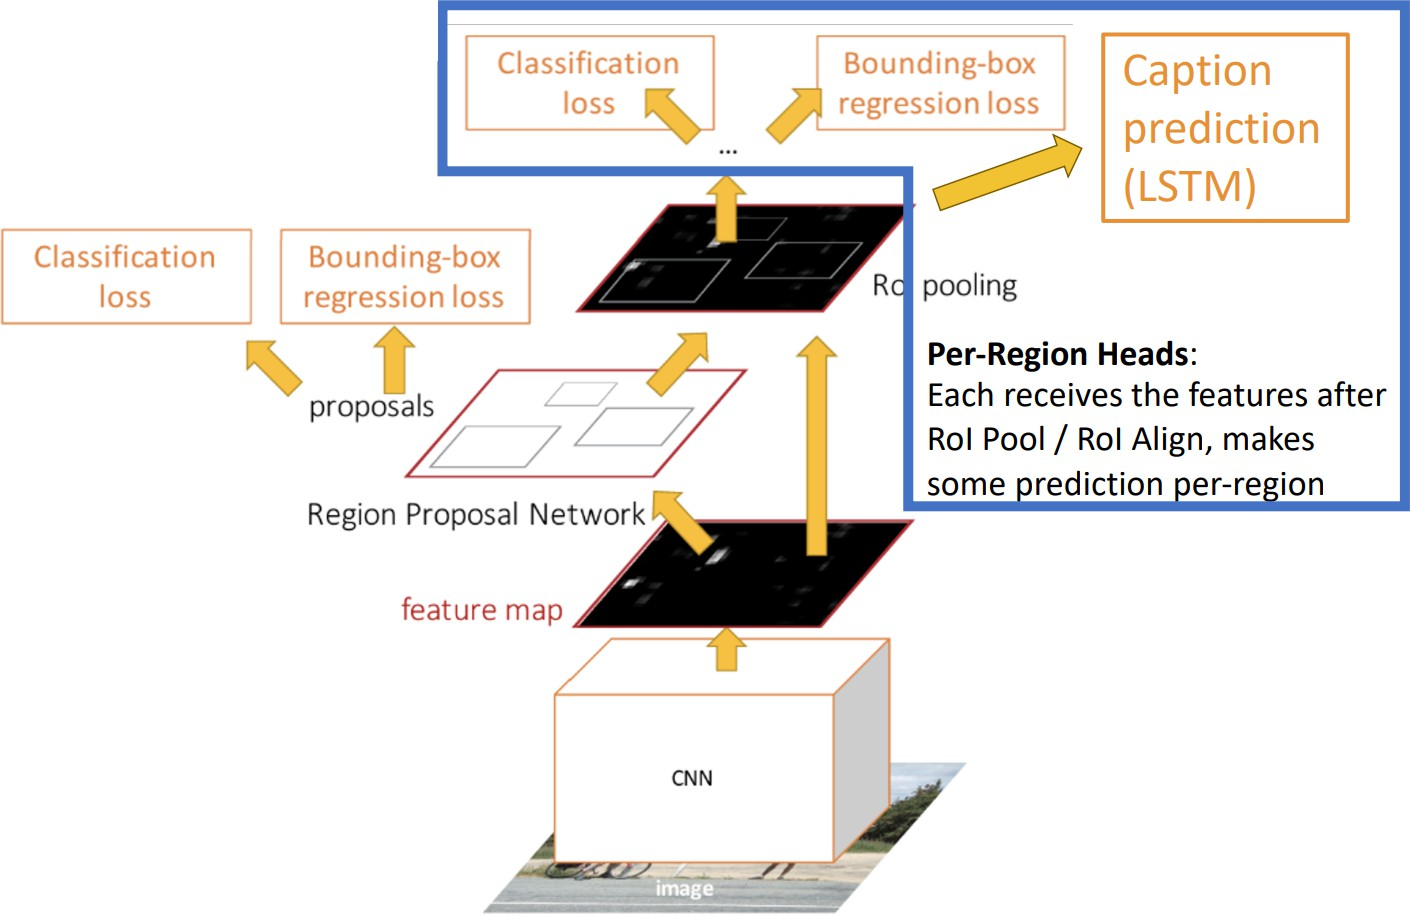 Classification
loss
Bounding-box
regression loss
Caption
prediction
(LSTM)
...
Classification
loss
Bounding-box
regression loss
RoI pooling
proposals
Per-Region Heads:
Each receives the features after
RoI Pool / RoI Align, makes
some prediction per-region
Region Proposal Network
feature map
CNN
image